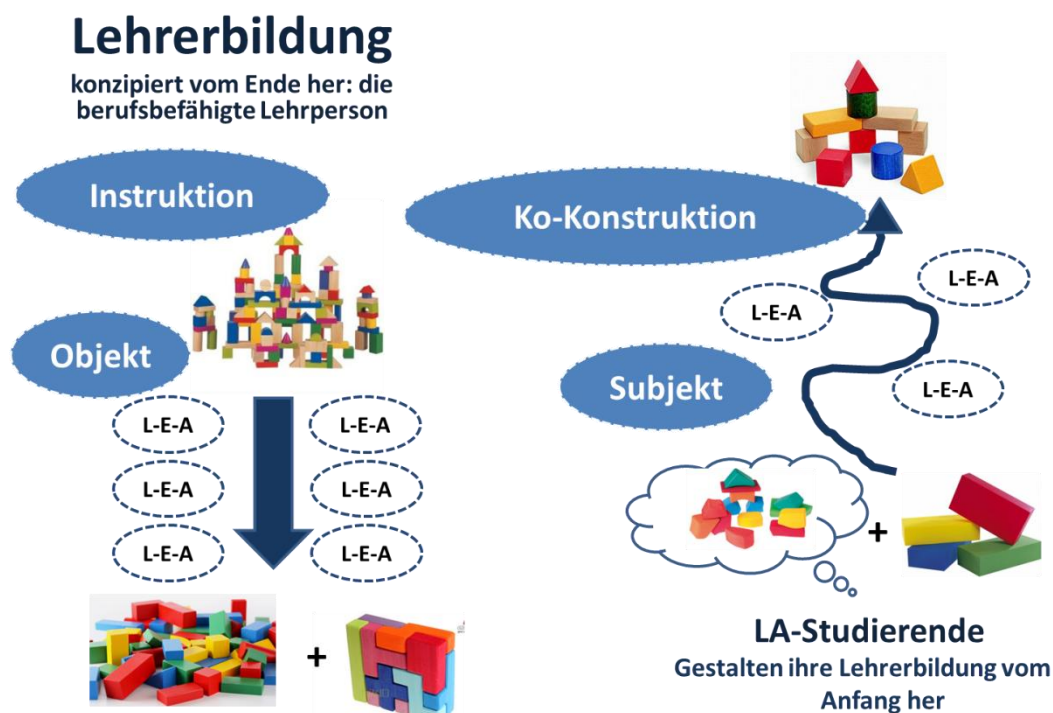 Lehrerbildung
konzipiert vom Ende her: die
berufsbefähigte Lehrperson
Instruktion
Objekt
L-E-A
L-E-A
L-E-A
L-E-A
L-E-A
L-E-A
+
Ko-Konstruktion
L-E-A
L-E-A
L-E-A
Subjekt
+
LA-Studierende
Gestalten ihre Lehrerbildung vom
Anfang her